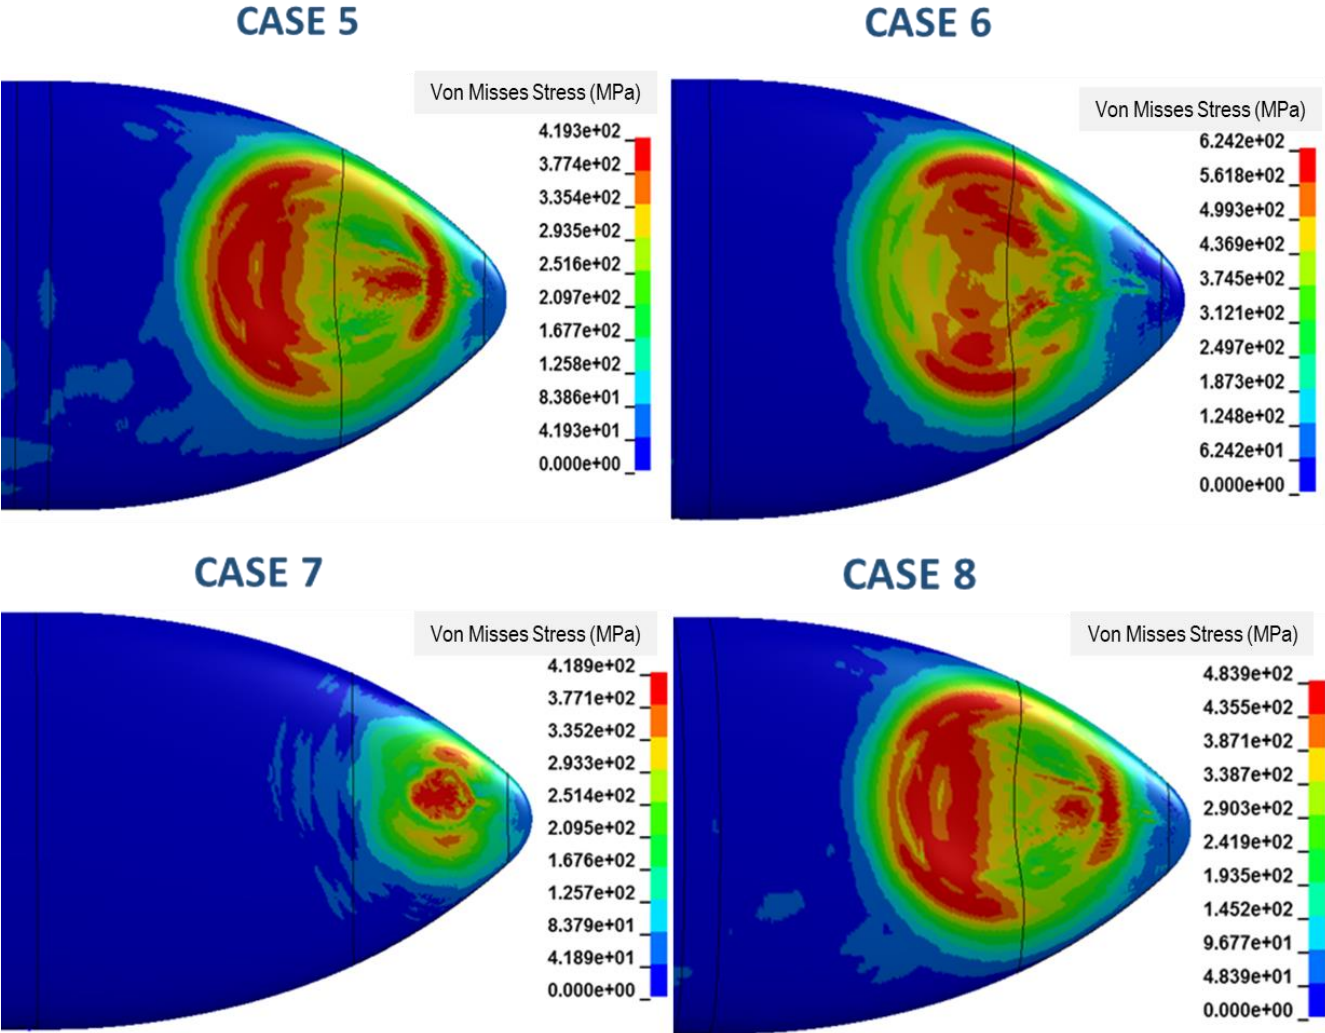 CASE 5
Von Misses Stress (MPa)
4.193e+02
3.774e+02
3.354e+02
2.935e+02
2.516e+02
2.097e+02
1.677e+02
1.258e+02
8.386e+01
4.193e+01
0.000e+00
CASE 6
Von Misses Stress (MPa)
6.242e+02
5.618e+02
4.993e+02
4.369e+02
3.745e+02
3.121e+02
2.497e+02
1.873e+02
1.248e+02
6.242e+01
0.000e+00
CASE 7
Von Misses Stress (MPa)
4.189e+02
3.771e+02
3.352e+02
2.933e+02
2.514e+02
2.095e+02
1.676e+02
1.257e+02
8.379e+01
4.189e+01
0.000e+00
CASE 8
Von Misses Stress (MPa)
4.839e+02
4.355e+02
3.871e+02
3.387e+02
2.903e+02
2.419e+02
1.935e+02
1.452e+02
9.677e+01
4.839e+01
0.000e+00